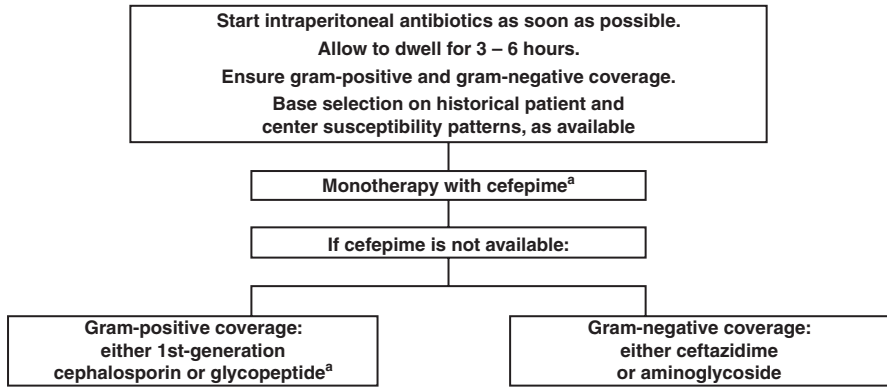 Start intraperitoneal antibiotics as soon as possible.
Allow to dwell for 3 – 6 hours.
Ensure gram-positive and gram-negative coverage.
Base selection on historical patient and
center susceptibility patterns, as available
Monotherapy with cefepimeᵃ
If cefepime is not available:
Gram-positive coverage:
either 1st-generation
cephalosporin or glycopeptideᵃ
Gram-negative coverage:
either ceftazidime
or aminoglycoside